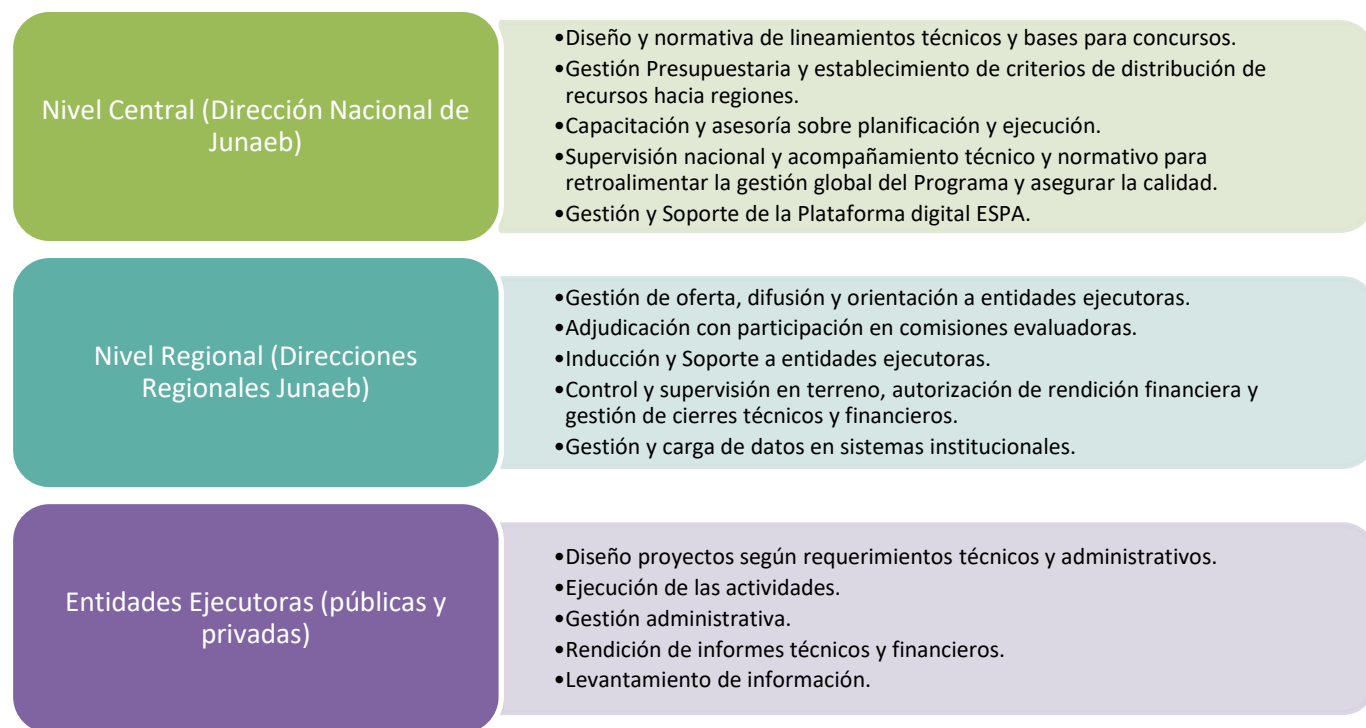 Nivel Central (Dirección Nacional de
Junaeb)
•Diseño y normativa de lineamientos técnicos y bases para concursos.
•Gestión Presupuestaria y establecimiento de criterios de distribución de
recursos hacia regiones.
•Capacitación y asesoría sobre planificación y ejecución.
•Supervisión nacional y acompañamiento técnico y normativo para
retroalimentar la gestión global del Programa y asegurar la calidad.
•Gestión y Soporte de la Plataforma digital ESPA.
Nivel Regional (Direcciones
Regionales Junaeb)
•Gestión de oferta, difusión y orientación a entidades ejecutoras.
•Adjudicación con participación en comisiones evaluadoras.
•Inducción y Soporte a entidades ejecutoras.
•Control y supervisión en terreno, autorización de rendición financiera y
gestión de cierres técnicos y financieros.
•Gestión y carga de datos en sistemas institucionales.
Entidades Ejecutoras (públicas y
privadas)
•Diseño proyectos según requerimientos técnicos y administrativos.
•Ejecución de las actividades.
•Gestión administrativa.
•Rendición de informes técnicos y financieros.
•Levantamiento de información.